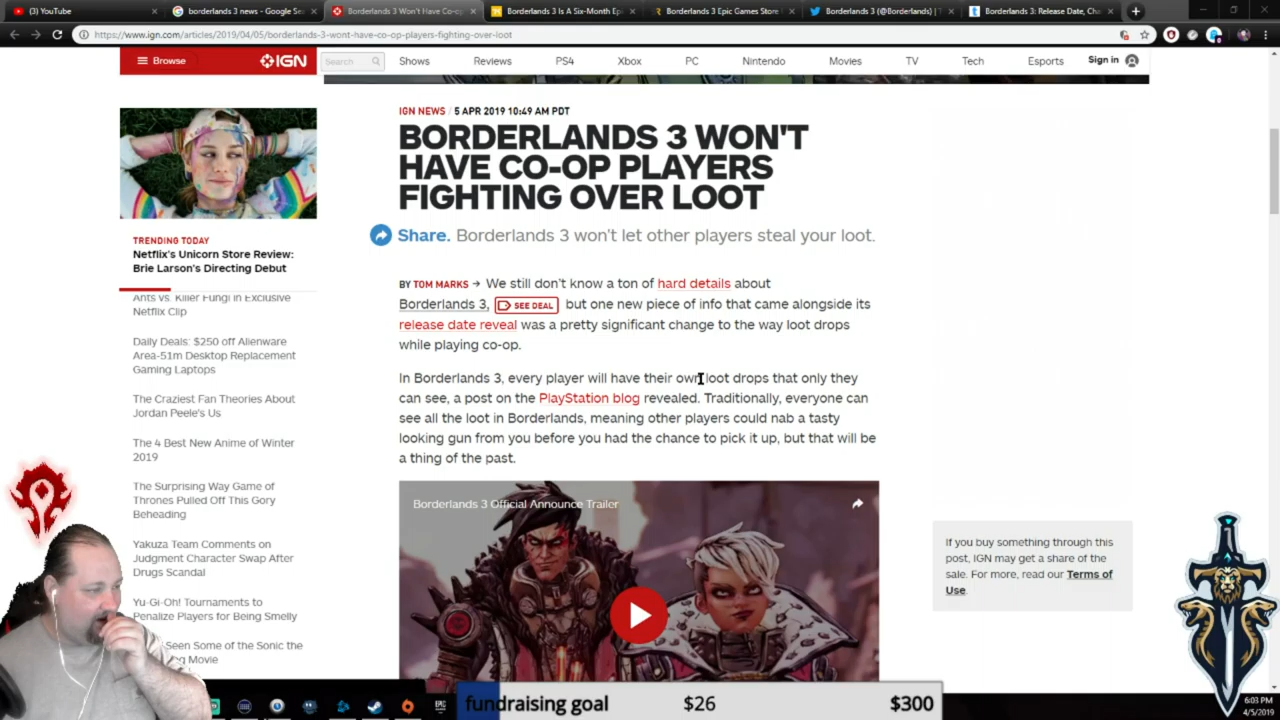 (3) YouTube
borderlands 3 news - Google Se
Borderlands 3 Won't Have Co-op
Borderlands 3 Is A Six-Month Ep
Borderlands 3 Epic Games Store
Borderlands 3 (@Borderlands) | T
Borderlands 3: Release Date, Cha
https://www.ign.com/articles/2019/04/05/borderlands-3-wont-have-co-op-players-fighting-over-loot
Browse
IGN
Search
Shows
Reviews
PS4
Xbox
PC
Nintendo
Movies
TV
Tech
Esports
Sign in
IGN NEWS / 5 APR 2019 10:49 AM PDT
BORDERLANDS 3 WON'T
HAVE CO-OP PLAYERS
FIGHTING OVER LOOT
Share. Borderlands 3 won't let other players steal your loot.
TRENDING TODAY
Netflix's Unicorn Store Review:
Brie Larson's Directing Debut
Ants vs. Killer Fungi in Exclusive
Netflix Clip
Daily Deals: $250 off Alienware
Area-51m Desktop Replacement
Gaming Laptops
The Craziest Fan Theories About
Jordan Peele's Us
The 4 Best New Anime of Winter
2019
The Surprising Way Game of
Thrones Pulled Off This Gory
Beheading
Yakuza Team Comments on
Judgment Character Swap After
Drugs Scandal
Yu-Gi-Oh! Tournaments to
Penalize Players for Being Smelly
Seen Some of the Sonic the
Movie
BY TOM MARKS → We still don't know a ton of hard details about
Borderlands 3, SEE DEAL but one new piece of info that came alongside its
release date reveal was a pretty significant change to the way loot drops
while playing co-op.
In Borderlands 3, every player will have their own loot drops that only they
can see, a post on the PlayStation blog revealed. Traditionally, everyone can
see all the loot in Borderlands, meaning other players could nab a tasty
looking gun from you before you had the chance to pick it up, but that will be
a thing of the past.
Borderlands 3 Official Announce Trailer
If you buy something through this
post, IGN may get a share of the
sale. For more, read our Terms of
Use.
fundraising goal $26 $300
6:03 PM
4/5/2019